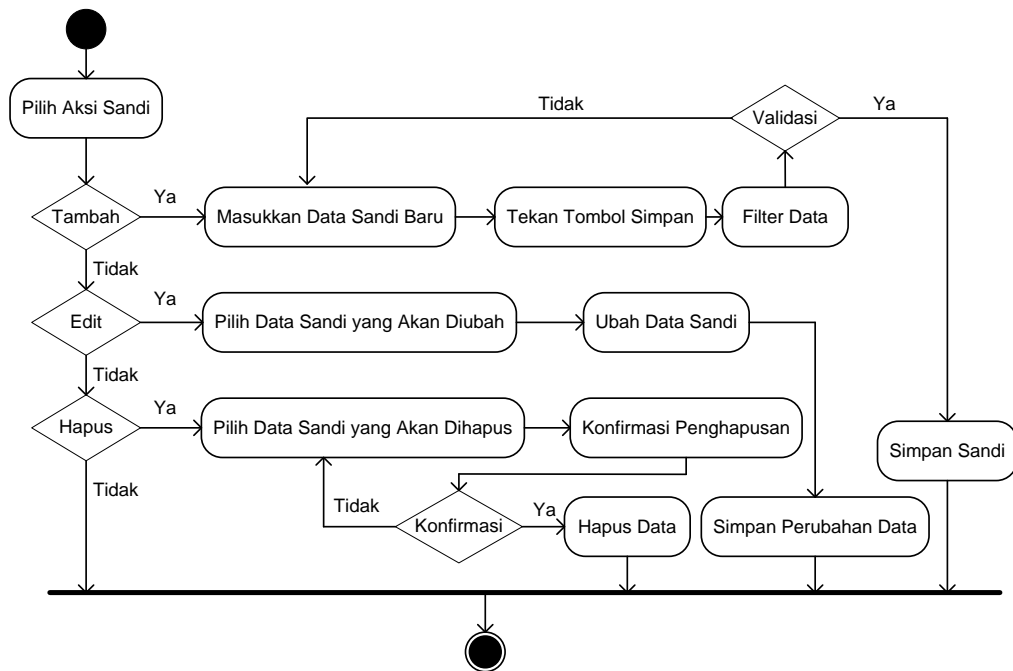 Pilih Aksi Sandi
Tidak
Validasi
Ya
Tambah
Ya
Masukkan Data Sandi Baru
Tekan Tombol Simpan
Filter Data
Tidak
Edit
Ya
Pilih Data Sandi yang Akan Diubah
Ubah Data Sandi
Tidak
Hapus
Ya
Pilih Data Sandi yang Akan Dihapus
Konfirmasi Penghapusan
Simpan Sandi
Tidak
Tidak
Konfirmasi
Ya
Hapus Data
Simpan Perubahan Data